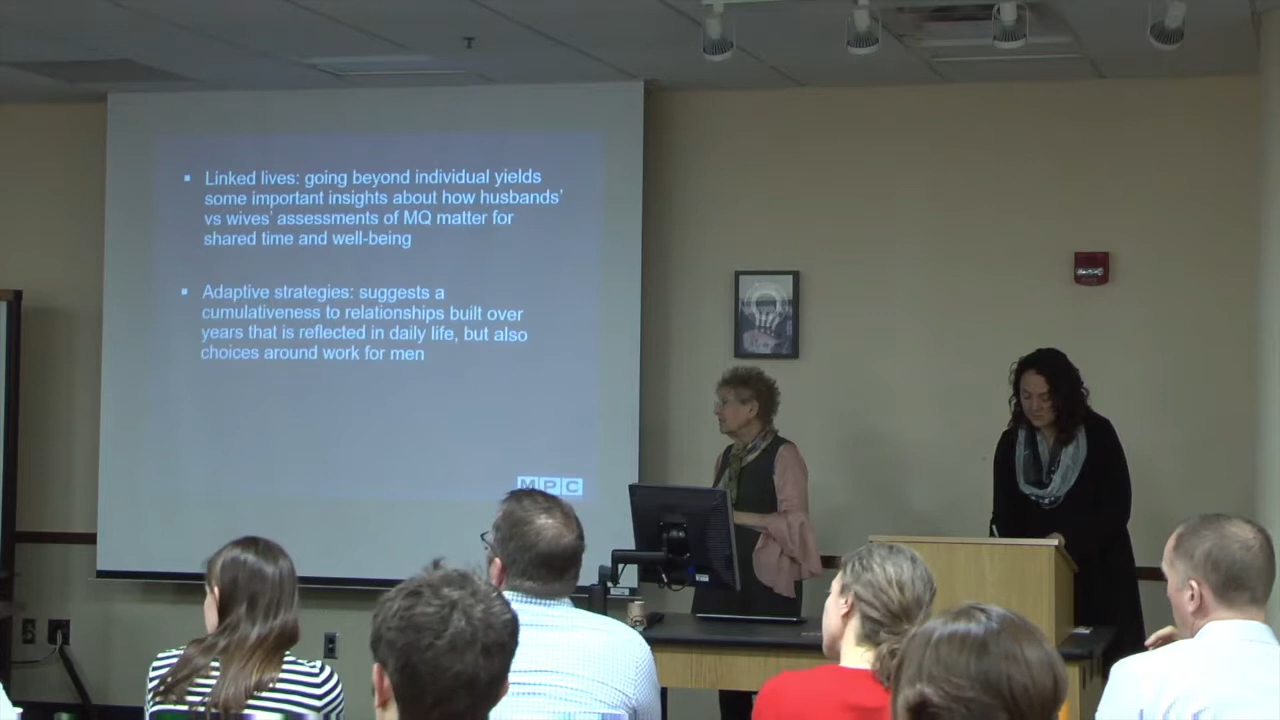 ▪ Linked lives: going beyond individual yields
some important insights about how husbands'
vs wives' assessments of MQ matter for
shared time and well-being
▪ Adaptive strategies: suggests a
cumulativeness to relationships built over
years that is reflected in daily life, but also
choices around work for men
MPC